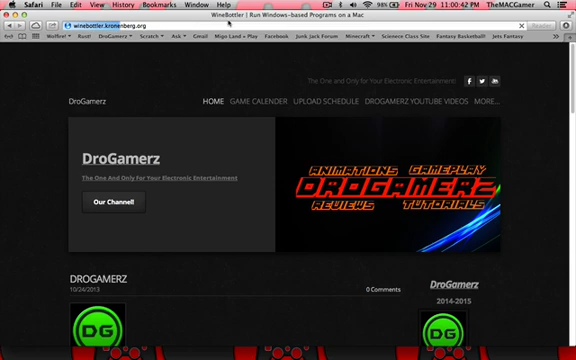 Safari File Edit View History Bookmarks Window Help Fri Nov 29 11:00:42 PM TheMACGamer
WineBottler | Run Windows-based Programs on a Mac
winebottler.kronenberg.org Reader
Wolfire! Rust! DroGamerz Scratch Ask Gmail Migo Land + Play Facebook Junk Jack Forum Minecraft Scienece Class Site Fantasy Basketball! Jets Fantasy
The One and Only For Your Electronic Entertainment!
DroGamerz HOME GAME CALENDER UPLOAD SCHEDULE DROGAMERZ YOUTUBE VIDEOS MORE...
DroGamerz
The One And Only For Your Electronic Entertainment
Our Channel!
ANIMATIONS GAMEPLAY
DROGAMERZ
REVIEWS TUTORIALS
DROGAMERZ
10/24/2013 0 Comments
DG
DroGamerz
2014-2015
DG